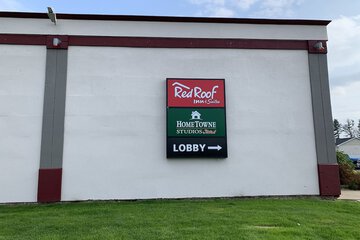 Red Roof
INN & Suites
HOMETOWNE
STUDIOS
LOBBY →